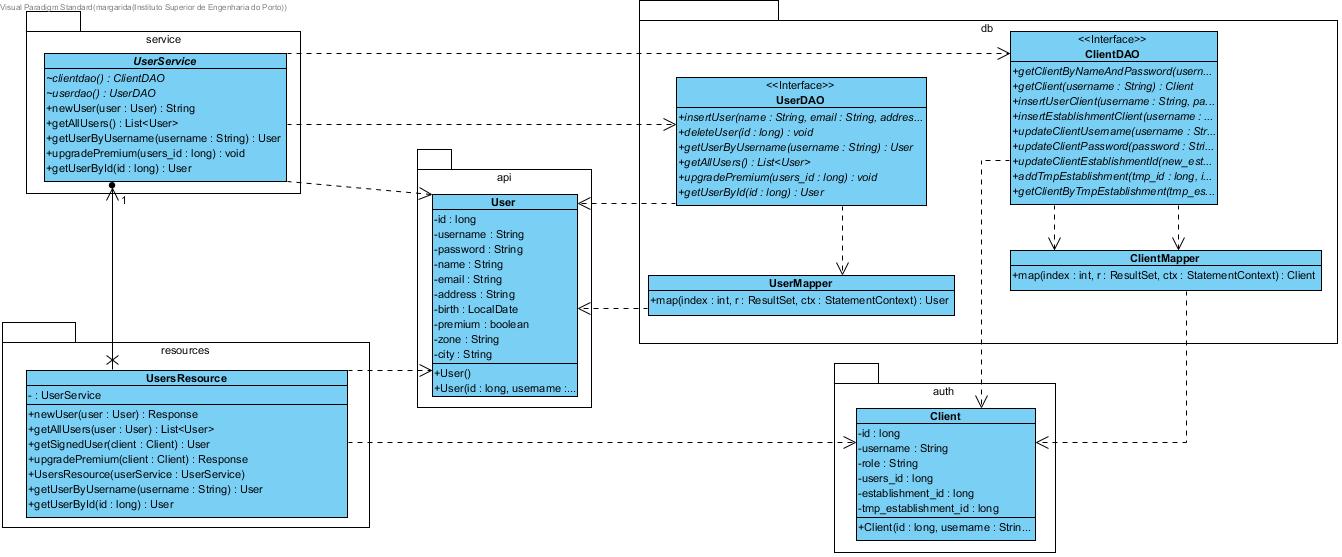 Visual Paradigm Standard(margarida(Instituto Superior de Engenharia do Porto))
service
UserService
~clientdao() : ClientDAO
~userdao() : UserDAO
+newUser(user : User) : String
+getAllUsers() : List<User>
+getUserByUsername(username : String) : User
+upgradePremium(users_id : long) : void
+getUserById(id : long) : User
1
resources
UsersResource
- : UserService
+newUser(user : User) : Response
+getAllUsers(user : User) : List<User>
+getSignedUser(client : Client) : User
+upgradePremium(client : Client) : Response
+UsersResource(userService : UserService)
+getUserByUsername(username : String) : User
+getUserById(id : long) : User
api
User
-id : long
-username : String
-password : String
-name : String
-email : String
-address : String
-birth : LocalDate
-premium : boolean
-zone : String
-city : String
+User()
+User(id : long, username :...
db
<<Interface>>
UserDAO
+insertUser(name : String, email : String, addres...
+deleteUser(id : long) : void
+getUserByUsername(username : String) : User
+getAllUsers() : List<User>
+upgradePremium(users_id : long) : void
+getUserById(id : long) : User
UserMapper
+map(index : int, r : ResultSet, ctx : StatementContext) : User
<<Interface>>
ClientDAO
+getClientByNameAndPassword(usern...
+getClient(username : String) : Client
+insertUserClient(username : String, pa...
+insertEstablishmentClient(username : ...
+updateClientUsername(username : Str...
+updateClientPassword(password : Stri...
+updateClientEstablishmentId(new_est...
+addTmpEstablishment(tmp_id : long, i...
+getClientByTmpEstablishment(tmp_es...
ClientMapper
+map(index : int, r : ResultSet, ctx : StatementContext) : Client
auth
Client
-id : long
-username : String
-role : String
-users_id : long
-establishment_id : long
-tmp_establishment_id : long
+Client(id : long, username : Strin...